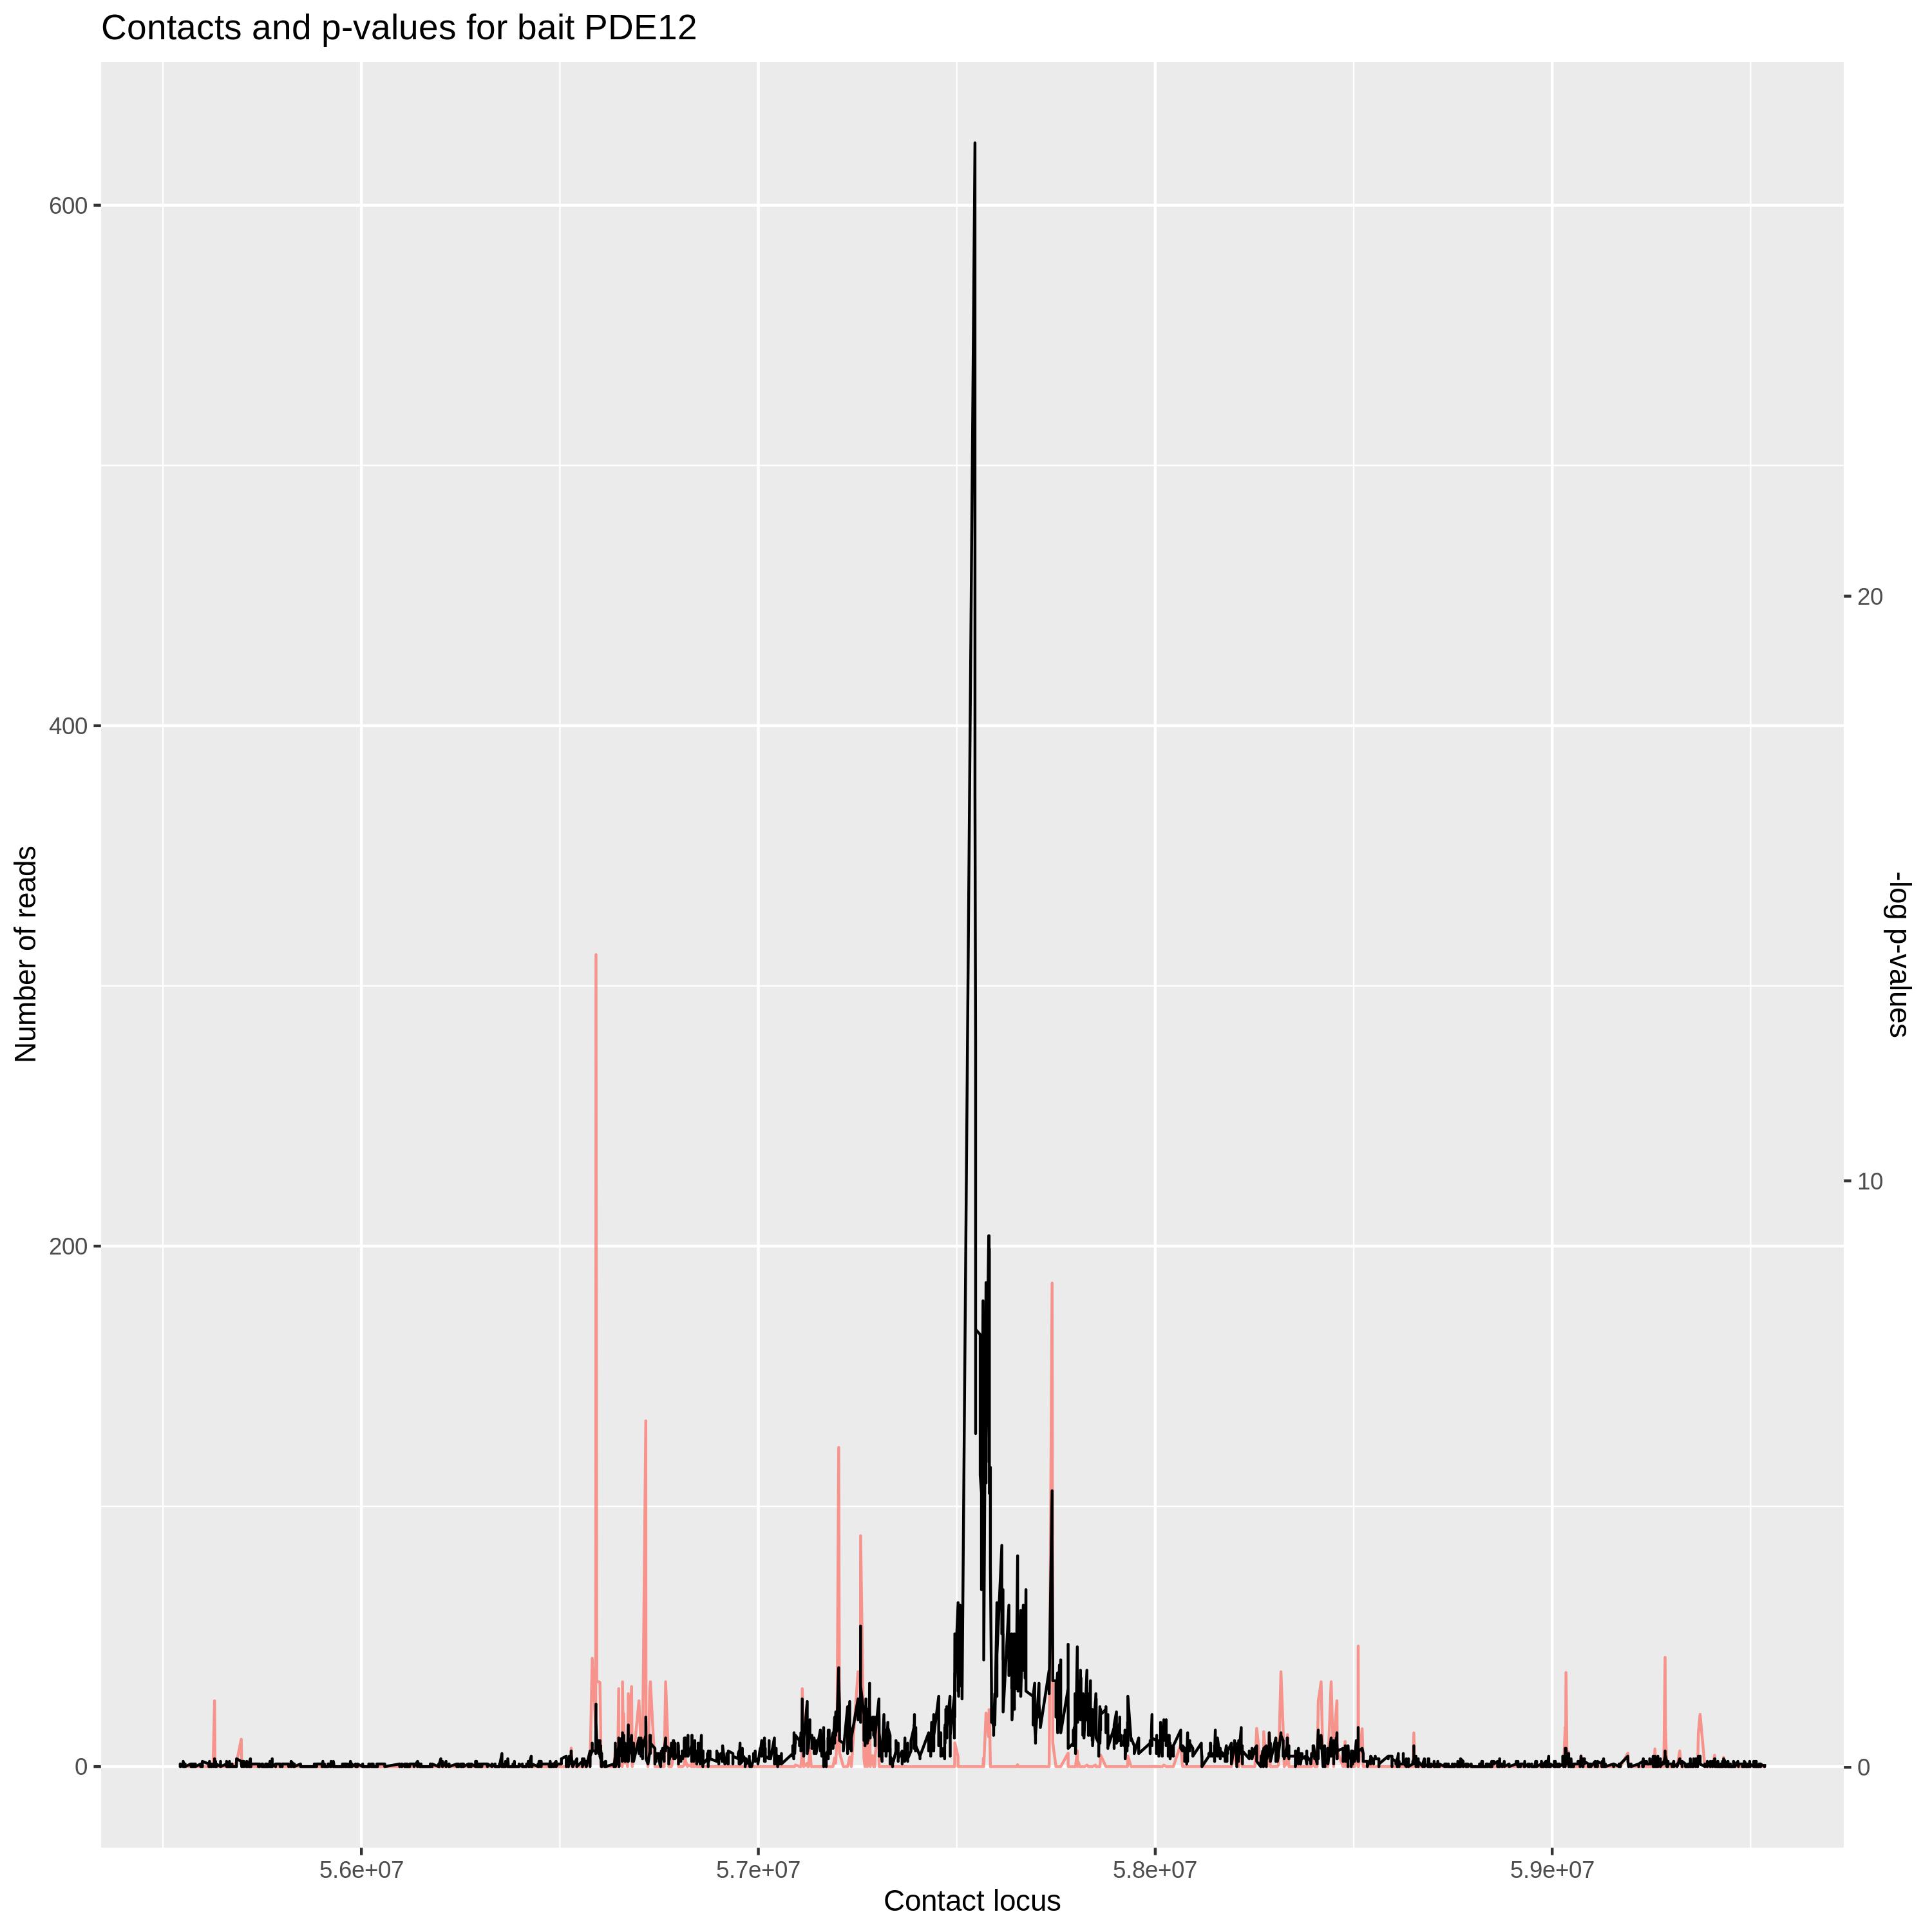 Contacts and p-values for bait PDE12
Number of reads
600
400
200
0
20
10
0
-log p-values
5.6e+07
5.7e+07
5.8e+07
5.9e+07
Contact locus